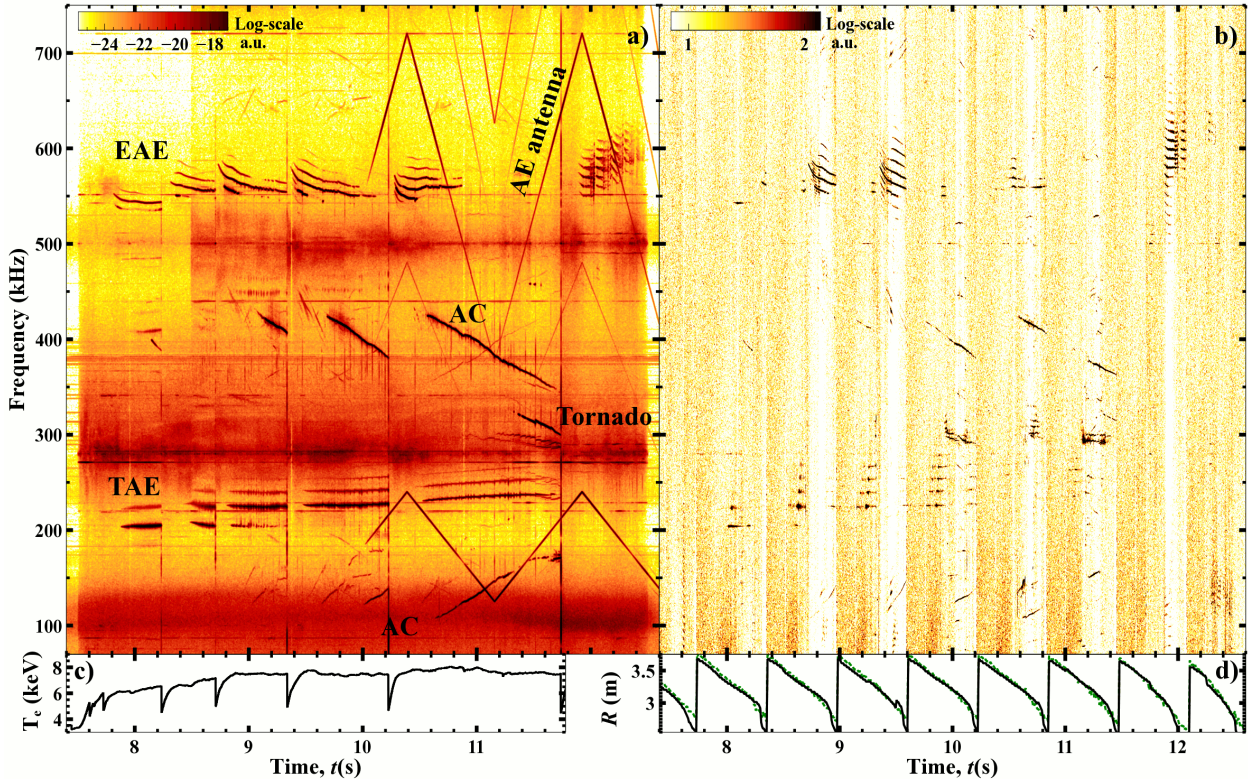 Log-scale
a.u.
−24 −22 −20 −18
a)
Log-scale
a.u.
1 2
b)
700
600
500
400
300
200
100
Frequency (kHz)
EAE
AE antenna
AC
Tornado
TAE
AC
c)
T_e (keV)
8
6
4
8 9 10 11
Time, t(s)
d)
R (m)
3.5
3
8 9 10 11 12
Time, t(s)